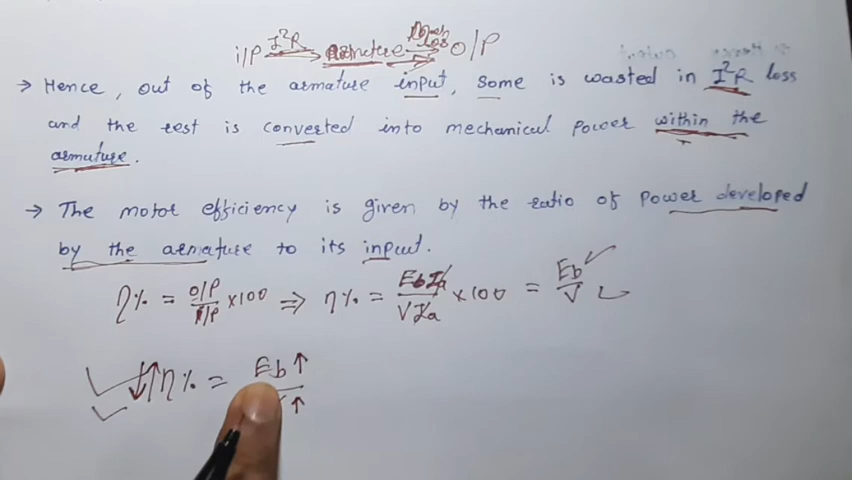 i/P I²R armature Mech loss O/P
→ Hence, out of the armature input, some is wasted in I²R loss
and the rest is converted into mechanical power within the
armature.
→ The motor efficiency is given by the ratio of power developed
by the armature to its input.
η% = O/P / I/P × 100 ⇒ η% = EbIa / VIa × 100 = Eb / V
↓↑ η% = Eb↑ / ↑